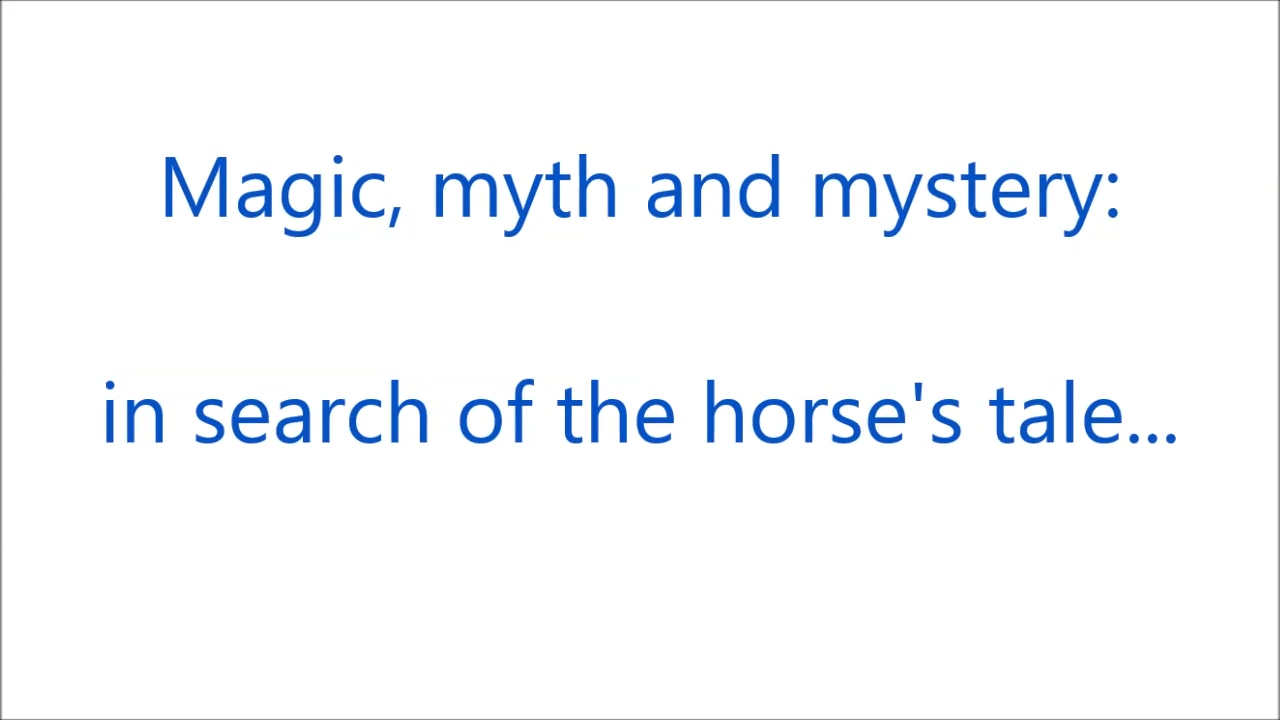 Magic, myth and mystery:
in search of the horse's tale...